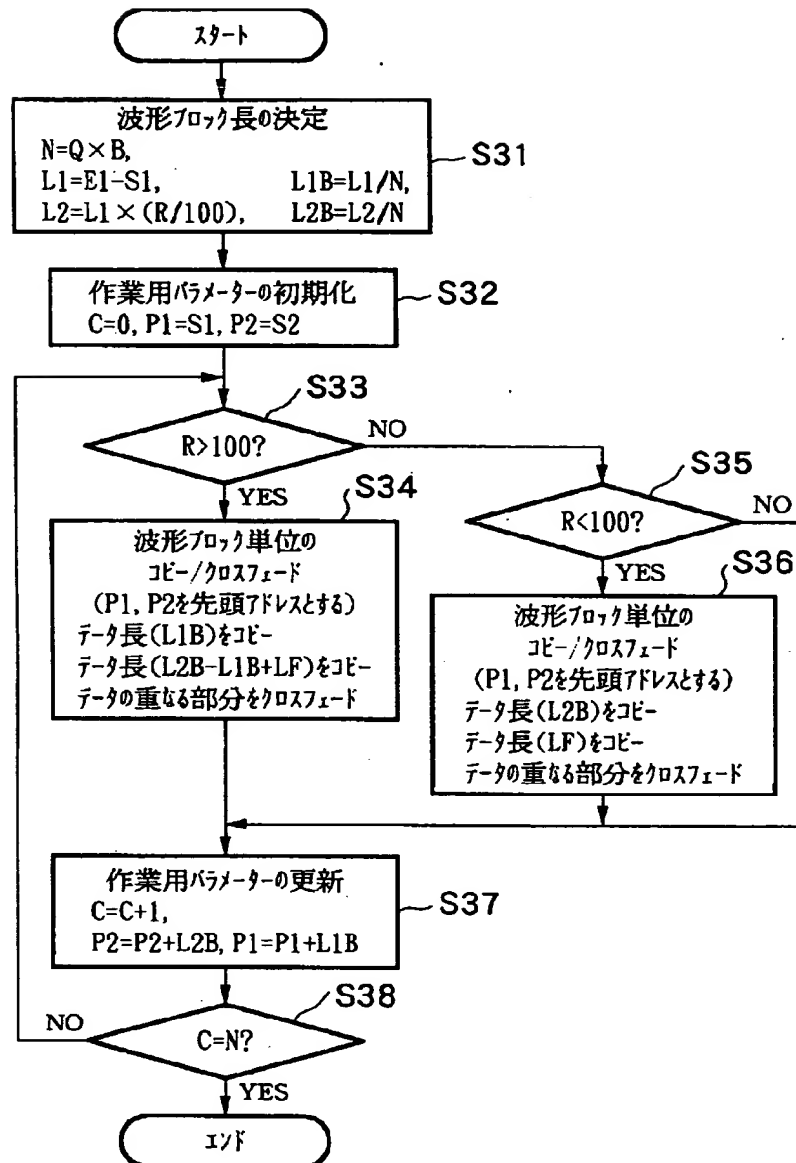 スタート
波形ブロック長の決定
N=Q×B,
L1=E1-S1, L1B=L1/N,
L2=L1×(R/100), L2B=L2/N
S31
作業用パラメーターの初期化
C=0, P1=S1, P2=S2
S32
S33
R>100?
NO
YES
S34
波形ブロック単位の
コピー/クロスフェード
(P1, P2を先頭アドレスとする)
データ長(L1B)をコピー
データ長(L2B-L1B+LF)をコピー
データの重なる部分をクロスフェード
S35
R<100?
NO
YES
S36
波形ブロック単位の
コピー/クロスフェード
(P1, P2を先頭アドレスとする)
データ長(L2B)をコピー
データ長(LF)をコピー
データの重なる部分をクロスフェード
作業用パラメーターの更新
C=C+1,
P2=P2+L2B, P1=P1+L1B
S37
S38
C=N?
NO
YES
エンド